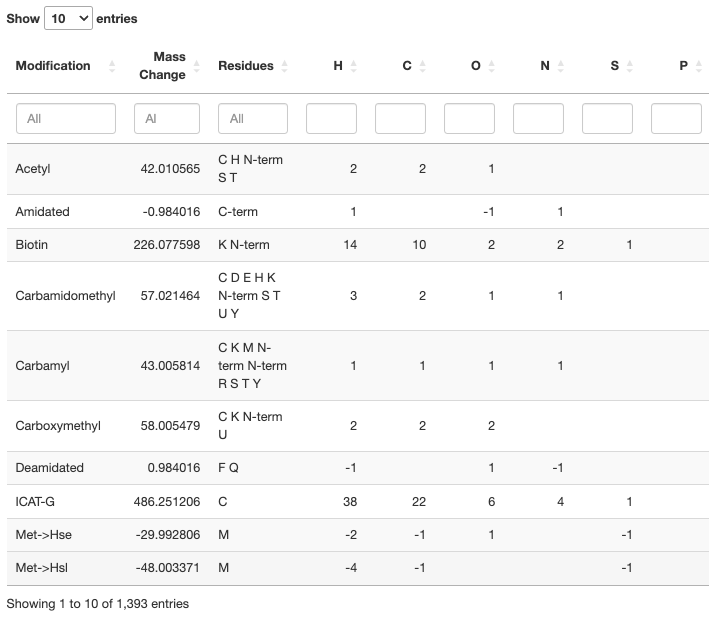 Show 10 entries
Modification Mass Change Residues H C O N S P
All Al All
Acetyl 42.010565 C H N-term S T 2 2 1
Amidated -0.984016 C-term 1 -1 1
Biotin 226.077598 K N-term 14 10 2 2 1
Carbamidomethyl 57.021464 C D E H K N-term S T U Y 3 2 1 1
Carbamyl 43.005814 C K M N-term N-term R S T Y 1 1 1 1
Carboxymethyl 58.005479 C K N-term U 2 2 2
Deamidated 0.984016 F Q -1 1 -1
ICAT-G 486.251206 C 38 22 6 4 1
Met->Hse -29.992806 M -2 -1 1 -1
Met->Hsl -48.003371 M -4 -1 -1
Showing 1 to 10 of 1,393 entries